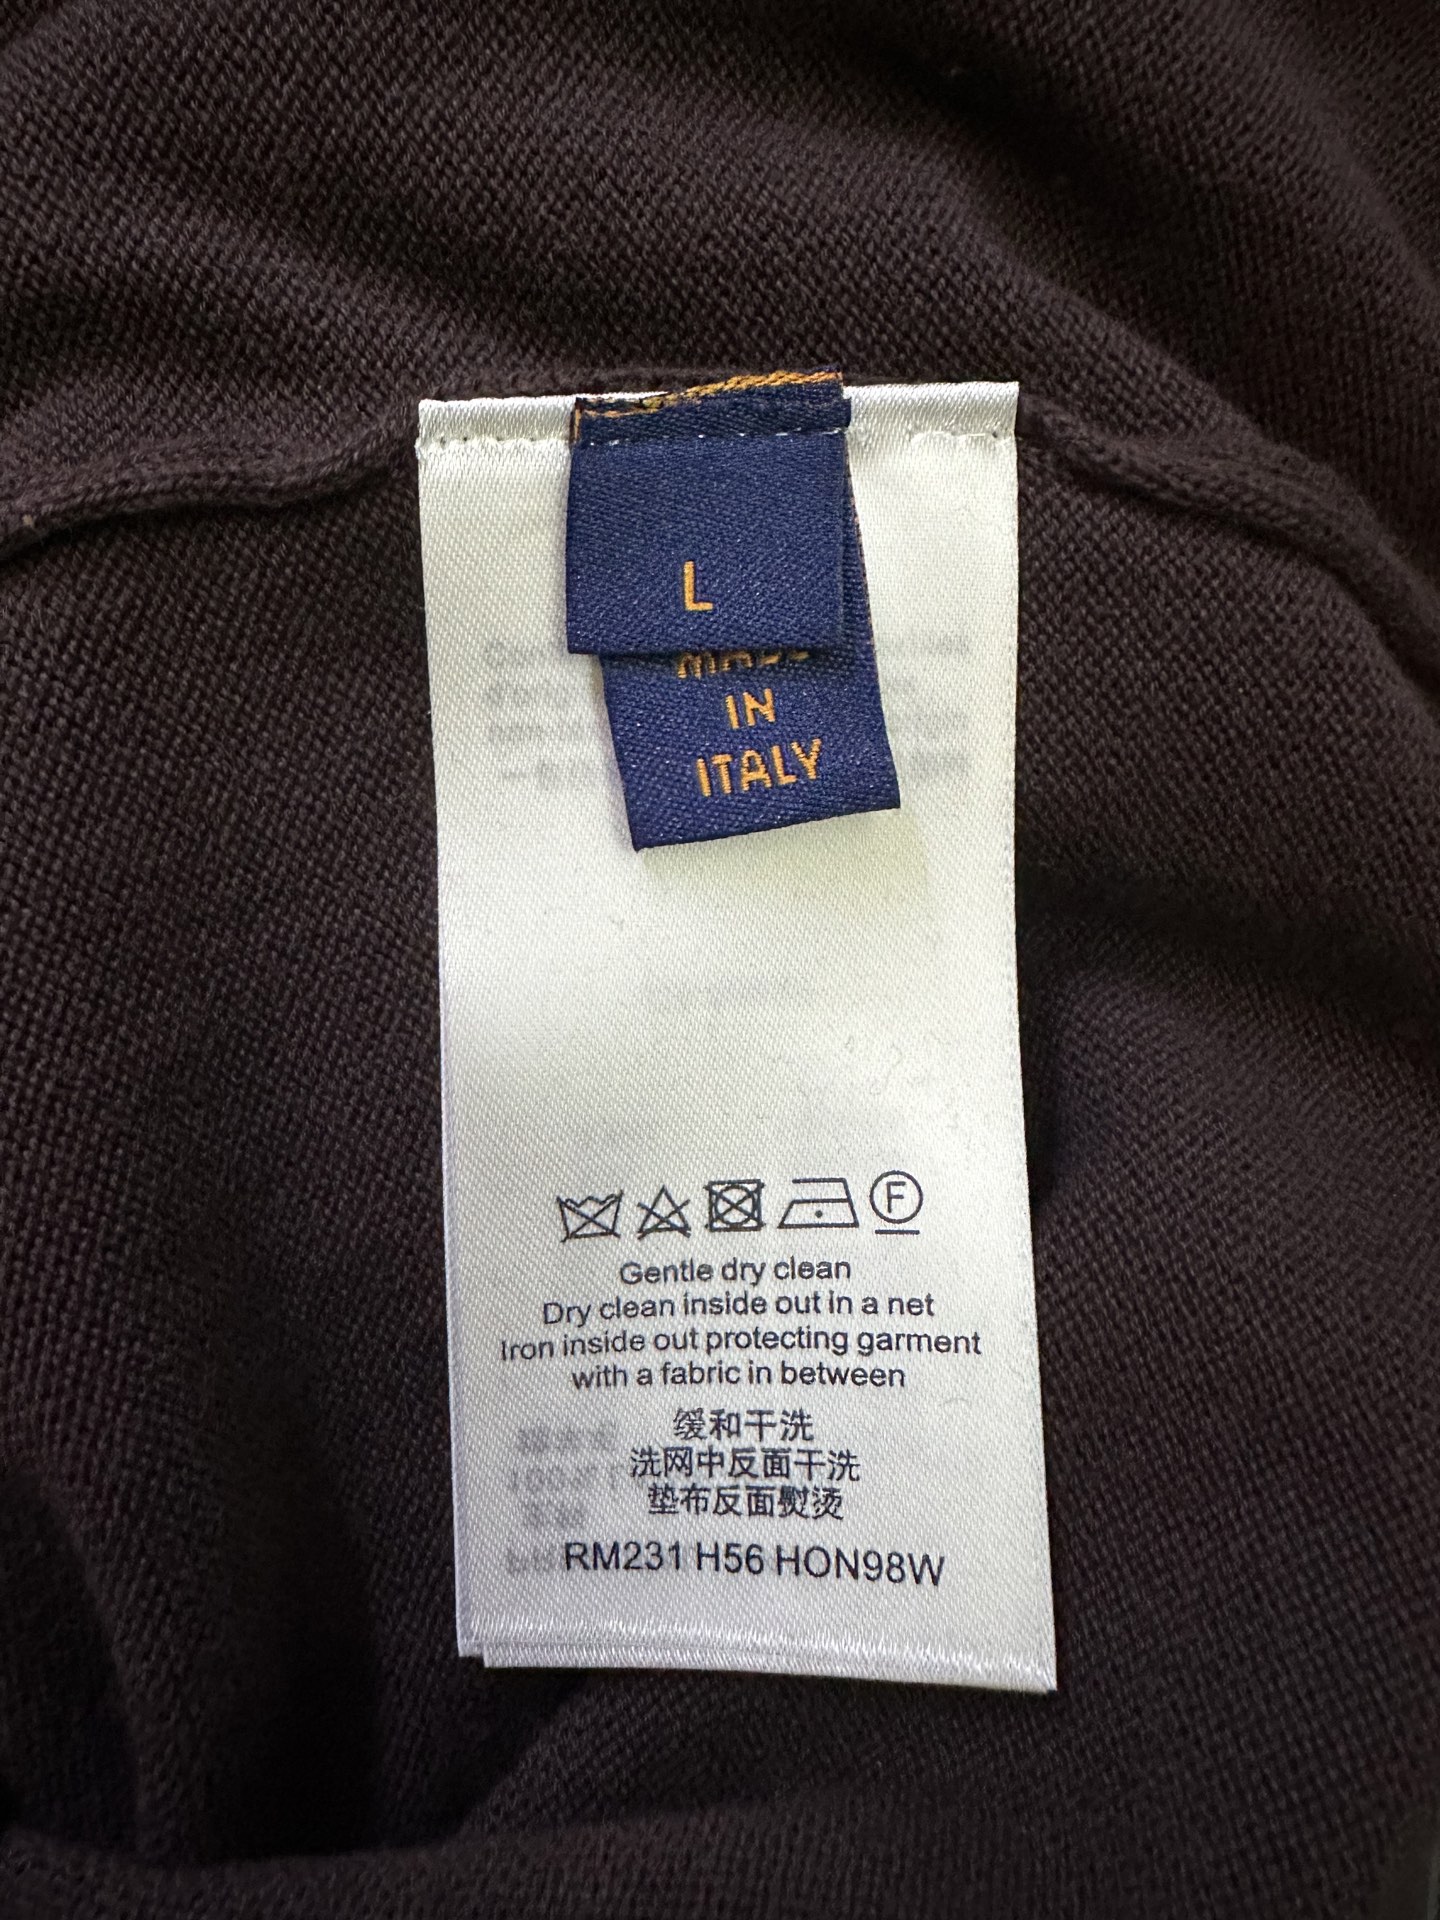 L
MADE
IN
ITALY
F
Gentle dry clean
Dry clean inside out in a net
Iron inside out protecting garment
with a fabric in between
缓和干洗
洗网中反面干洗
垫布反面熨烫
RM231 H56 HON98W